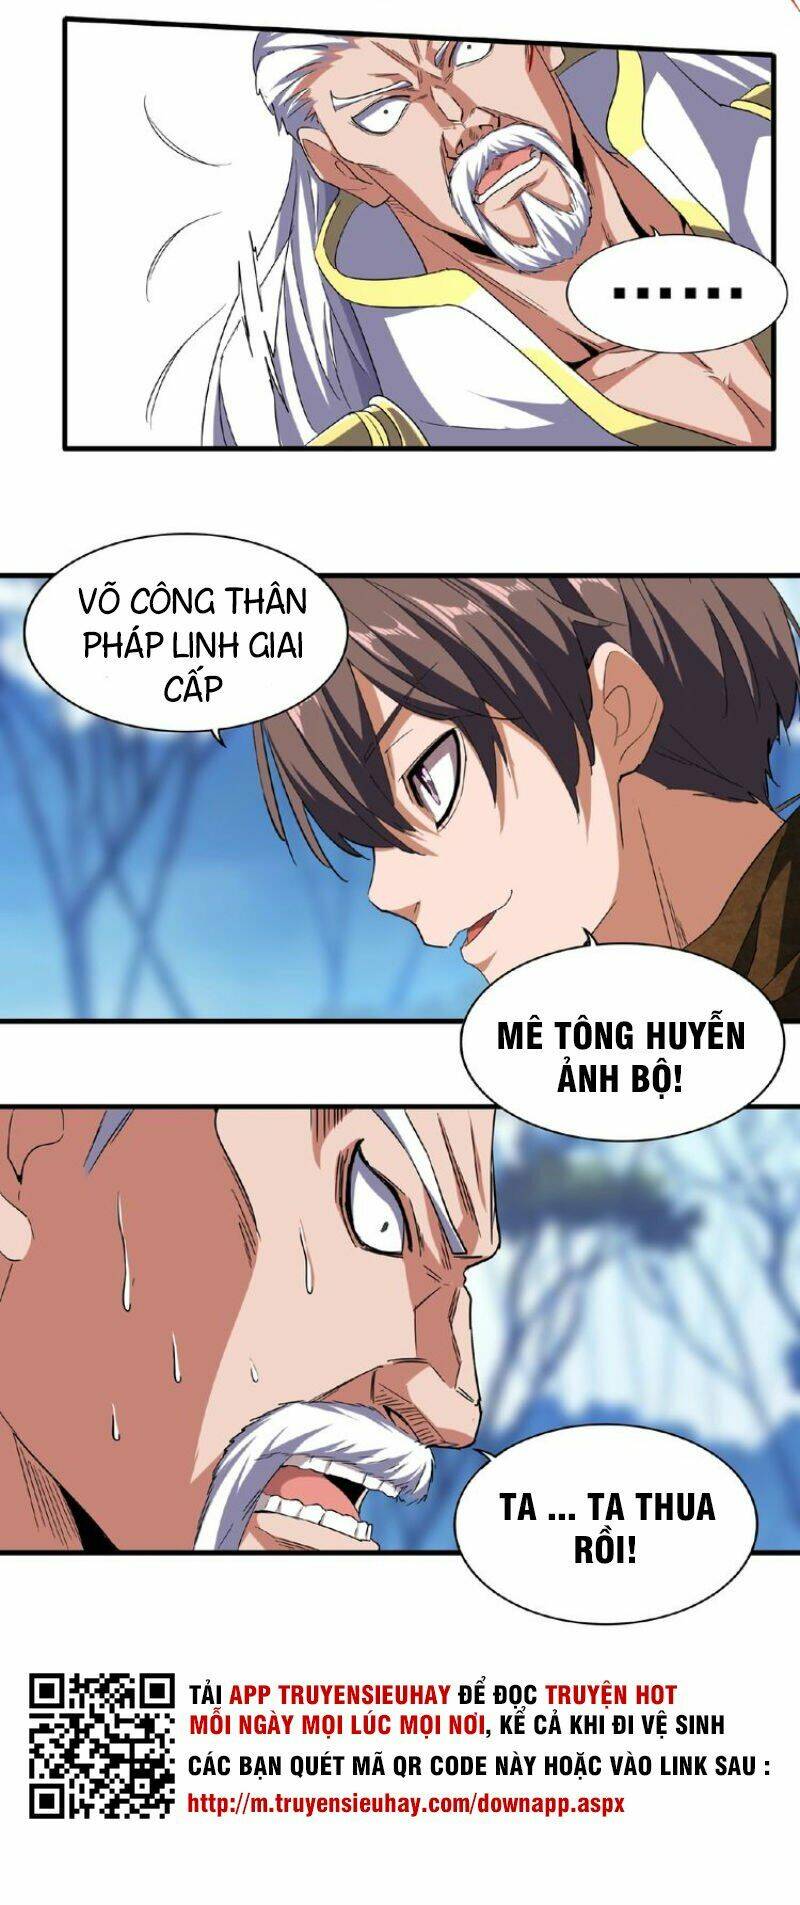 ......
VÕ CÔNG THÂN
PHÁP LINH GIAI
CẤP
MÊ TÔNG HUYỄN
ẢNH BỘ!
TA ... TA THUA
RỒI!
TẢI APP TRUYENSIEUHAY ĐỂ ĐỌC TRUYỆN HOT
MỖI NGÀY MỌI LÚC MỌI NƠI, KỂ CẢ KHI ĐI VỆ SINH
CÁC BẠN QUÉT MÃ QR CODE NÀY HOẶC VÀO LINK SAU :
http://m.truyensieuhay.com/downapp.aspx